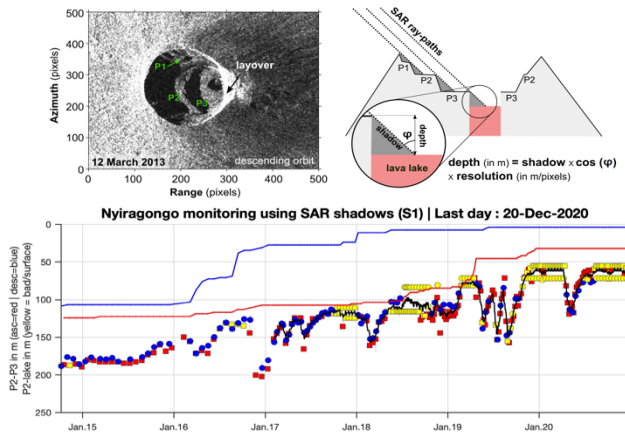 500
400
300
200
100
0
Azimuth (pixels)
P1
P2
P3
layover
12 March 2013
descending orbit
0 100 200 300 400 500
Range (pixels)
SAR ray-paths
P1
P2
P3
P3
P2
shadow
φ
depth
lava lake
depth (in m) = shadow x cos (φ)
x resolution (in m/pixels)
Nyiragongo monitoring using SAR shadows (S1) | Last day : 20-Dec-2020
P2-P3 in m (asc=red | desc=blue)
P2-lake in m (yellow = bad/surface)
0
50
100
150
200
250
Jan.15 Jan.16 Jan.17 Jan.18 Jan.19 Jan.20